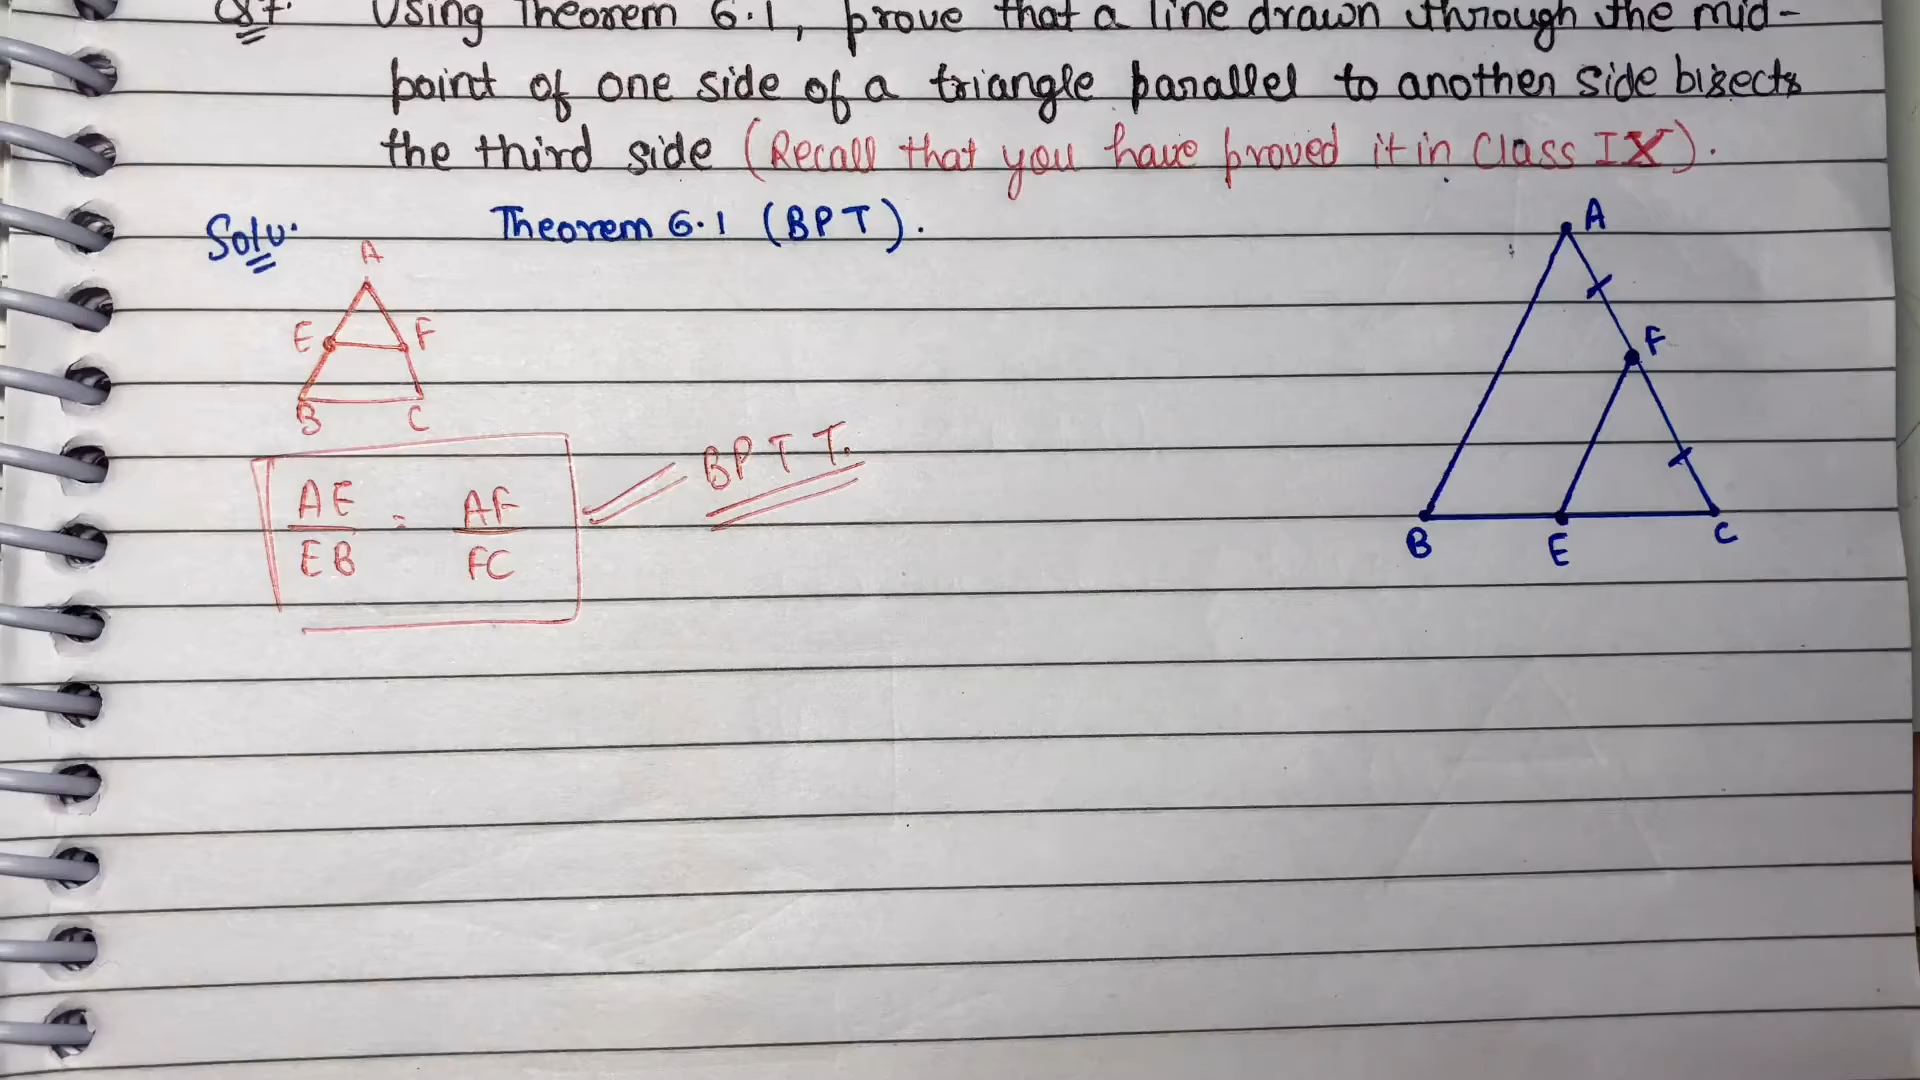 Q7. Using Theorem 6.1, prove that a line drawn through the mid-
point of one side of a triangle parallel to another side bisects
the third side (Recall that you have proved it in Class IX).
Solu. Theorem 6.1 (BPT).
A
E F
B C
AE = AF
EB FC
BPTT.
A
F
B E C